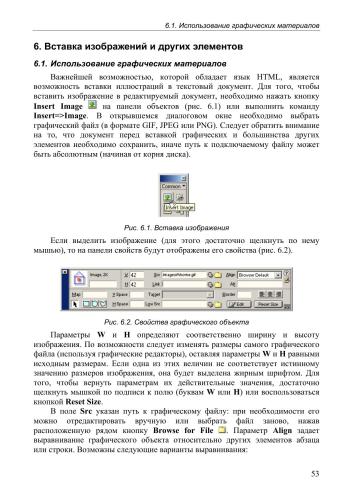 6.1. Использование графических материалов
6. Вставка изображений и других элементов
6.1. Использование графических материалов
Важнейшей возможностью, которой обладает язык HTML, является
возможность вставки иллюстраций в текстовый документ. Для того, чтобы
вставить изображение в редактируемый документ, необходимо нажать кнопку
Insert Image на панели объектов (рис. 6.1) или выполнить команду
Insert=>Image. В открывшемся диалоговом окне необходимо выбрать
графический файл (в формате GIF, JPEG или PNG). Следует обратить внимание
на то, что документ перед вставкой графических и большинства других
элементов необходимо сохранить, иначе путь к подключаемому файлу может
быть абсолютным (начиная от корня диска).
Common
Insert Image
Рис. 6.1. Вставка изображения
Если выделить изображение (для этого достаточно щелкнуть по нему
мышью), то на панели свойств будут отображены его свойства (рис. 6.2).
Image, 2K W 42 Src Align Browse Default
H 42 Link Alt
Map V Space Target Border
H Space Low Src Edit Reset Size
Рис. 6.2. Свойства графического объекта
Параметры W и H определяют соответственно ширину и высоту
изображения. По возможности следует изменять размеры самого графического
файла (используя графические редакторы), оставляя параметры W и H равными
исходным размерам. Если одна из этих величин не соответствует истинному
значению размеров изображения, она будет выделена жирным шрифтом. Для
того, чтобы вернуть параметрам их действительные значения, достаточно
щелкнуть мышкой по подписи к полю (буквам W или H) или воспользоваться
кнопкой Reset Size.
В поле Src указан путь к графическому файлу: при необходимости его
можно отредактировать вручную или выбрать файл заново, нажав
расположенную рядом кнопку Browse for File . Параметр Align задает
выравнивание графического объекта относительно других элементов абзаца
или строки. Возможны следующие варианты выравнивания:
53